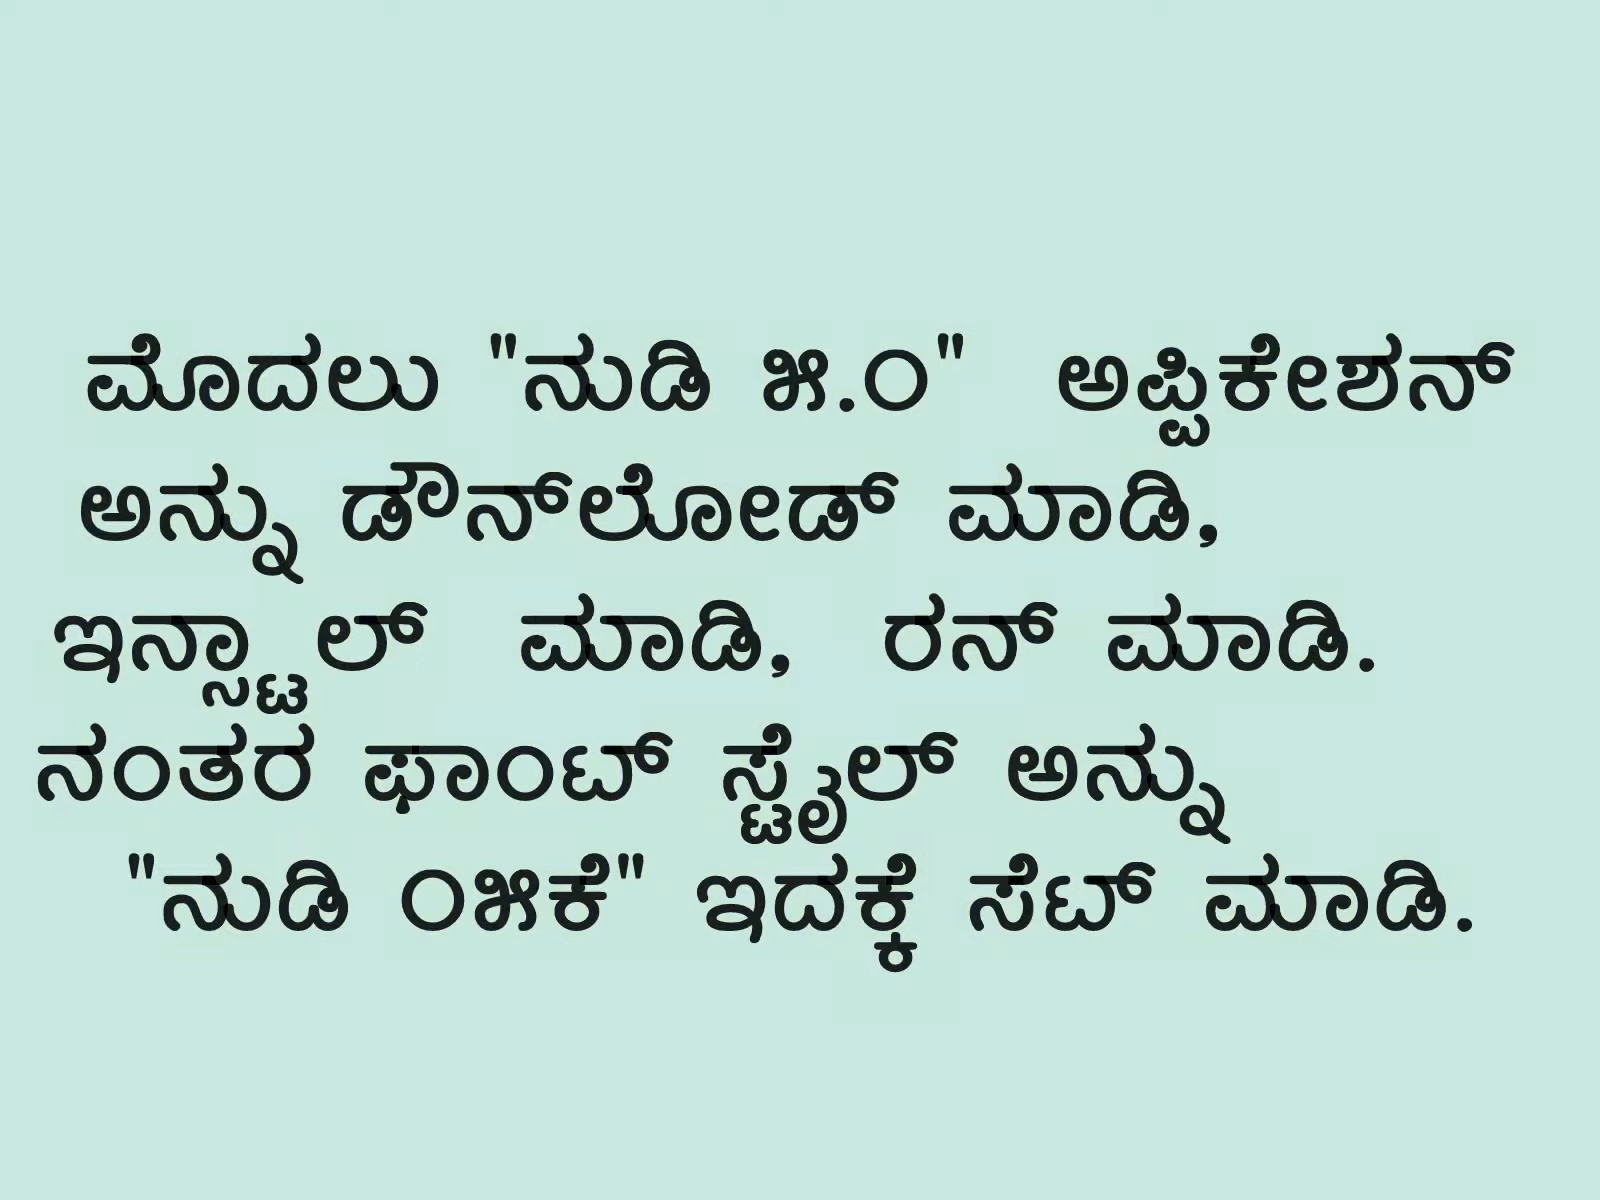 ಮೊದಲು "ನುಡಿ ೫.೦" ಅಪ್ಪಿಕೇಶನ್
ಅನ್ನು ಡೌನ್‌ಲೋಡ್ ಮಾಡಿ,
ಇನ್ಸ್ಟಾಲ್ ಮಾಡಿ, ರನ್ ಮಾಡಿ.
ನಂತರ ಫಾಂಟ್ ಸ್ಟೈಲ್ ಅನ್ನು
"ನುಡಿ ೦೫ಕೆ" ಇದಕ್ಕೆ ಸೆಟ್ ಮಾಡಿ.